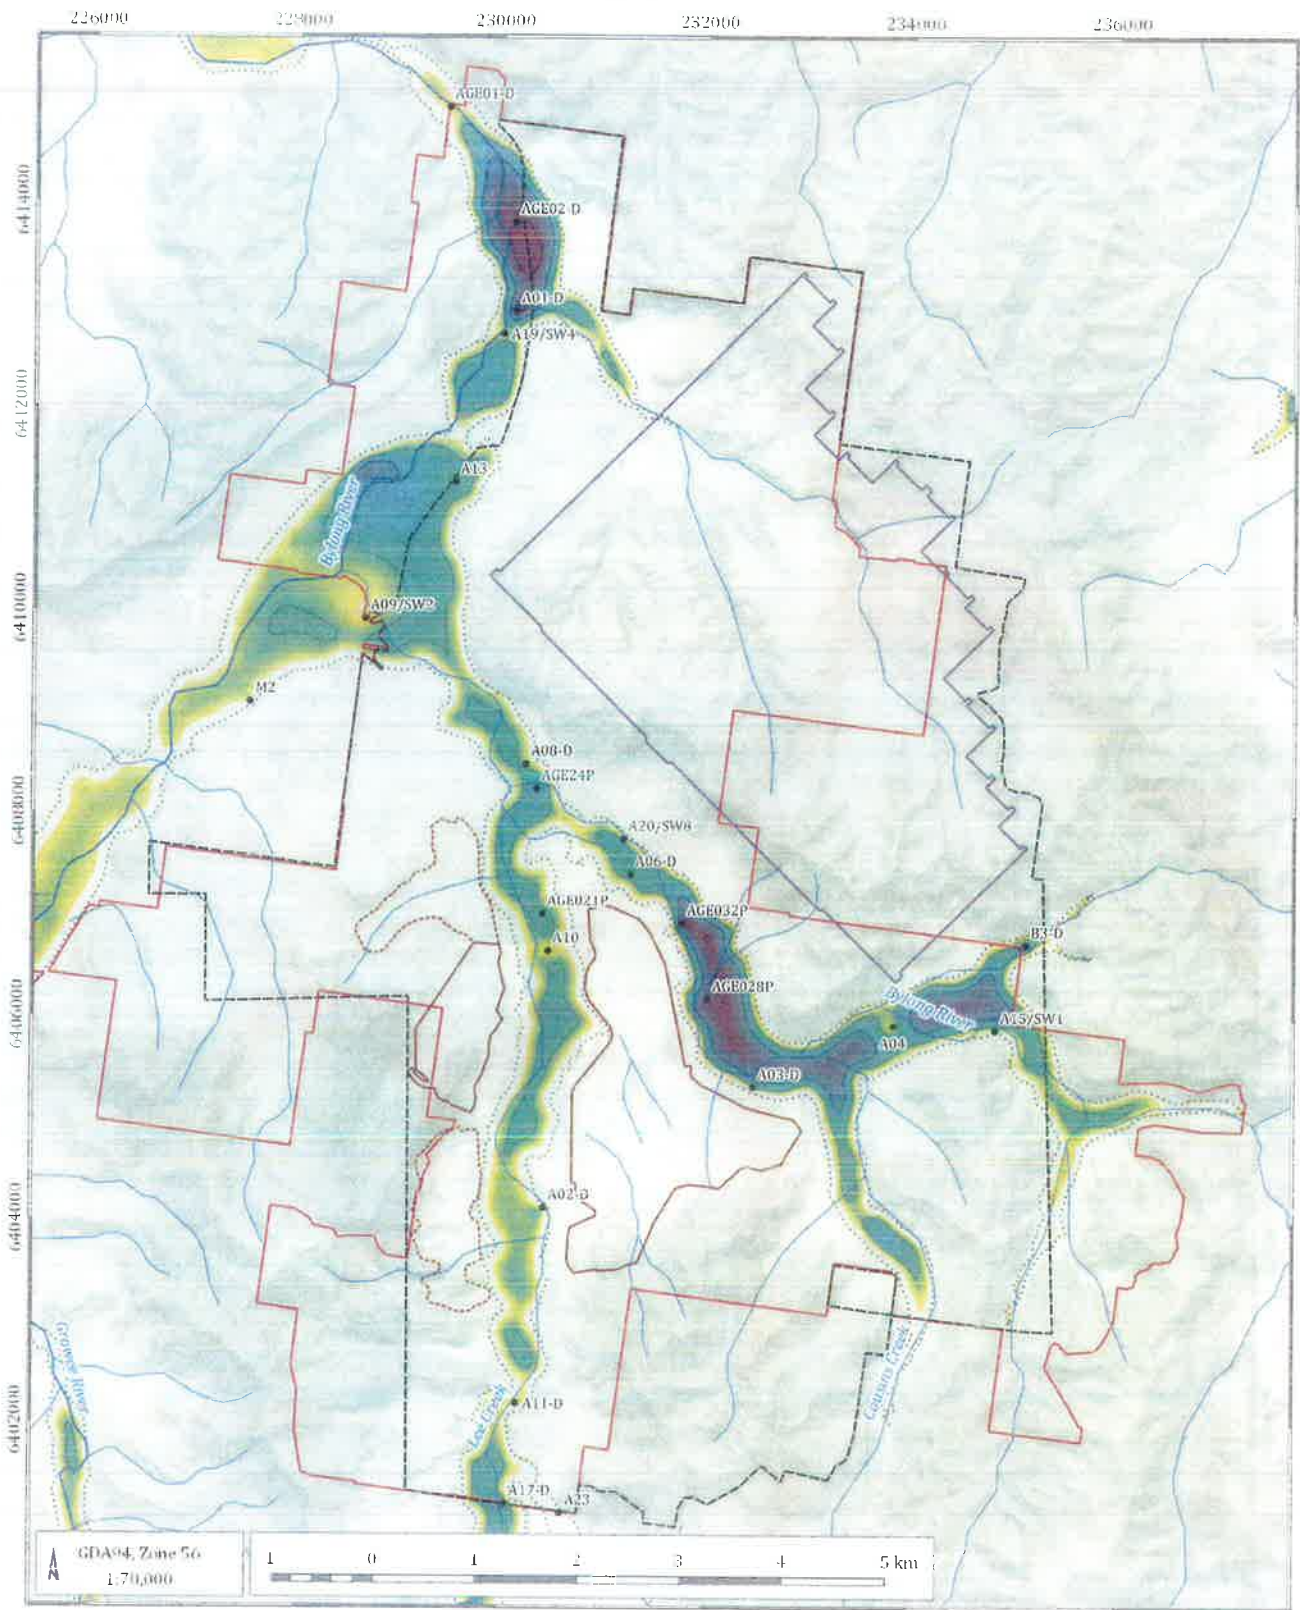 226000 228000 230000 232000 234000 236000
AGE01-D
6414000
AGE02-D
A01-D
A19/SW4
6412000
A13
Bylong River
6410000
A09/SW2
M2
A08-D
AGE24P
6408000
A20/SW8
A06-D
AGE032P
AGE021P
B3-D
A10
AGE028P
Bylong River
6406000
A15/SW1
A04
A03-D
6404000
A02-D
Growee River
Cousins Creek
6402000
A11-D
Lee Creek
A17-D
A23
GDA94, Zone 56
1:70,000
1 0 1 2 3 4 5 km